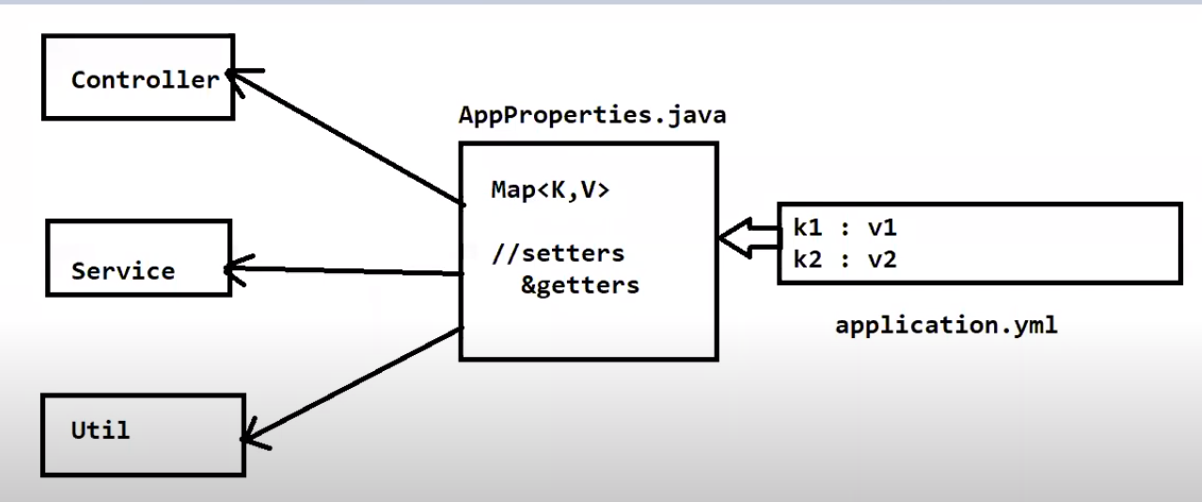 Controller
AppProperties.java
Map<K,V>
//setters
&getters
k1 : v1
k2 : v2
application.yml
Service
Util